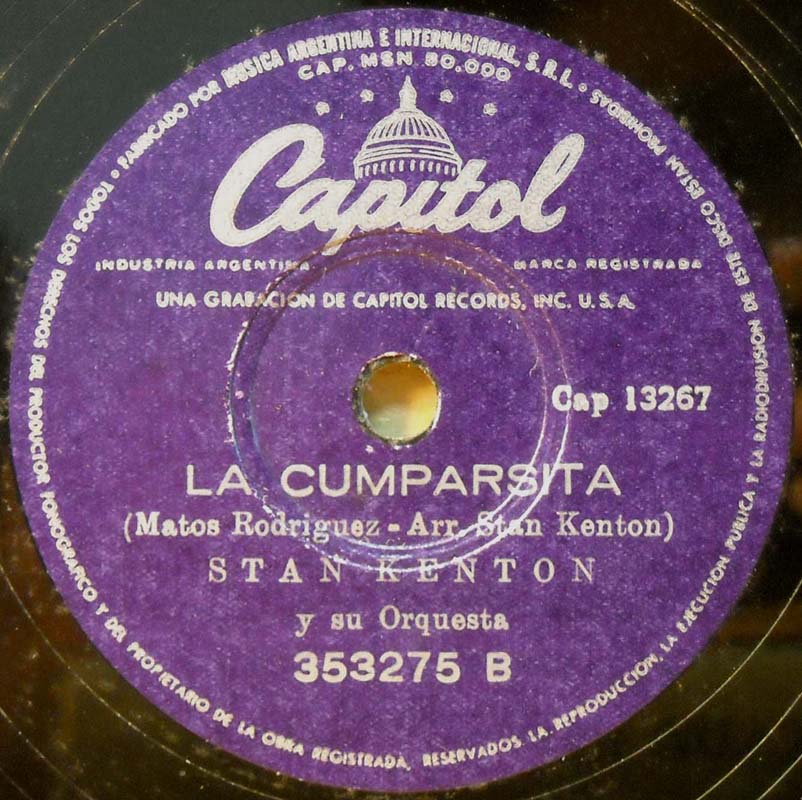 FABRICADO POR MUSICA ARGENTINA E INTERNACIONAL, S.R.L. •
CAP. M$N 50.000
Capitol
INDUSTRIA ARGENTINA
MARCA REGISTRADA
UNA GRABACION DE CAPITOL RECORDS, INC. U.S.A.
Cap 13267
LA CUMPARSITA
(Matos Rodriguez - Arr. Stan Kenton)
STAN KENTON
y su Orquesta
353275 B
TODOS LOS DERECHOS DEL PRODUCTOR FONOGRAFICO Y DEL PROPIETARIO DE LA OBRA REGISTRADA, RESERVADOS. LA REPRODUCCION, LA EJECUCION PUBLICA Y LA RADIODIFUSION DE ESTE DISCO ESTAN PROHIBIDAS •